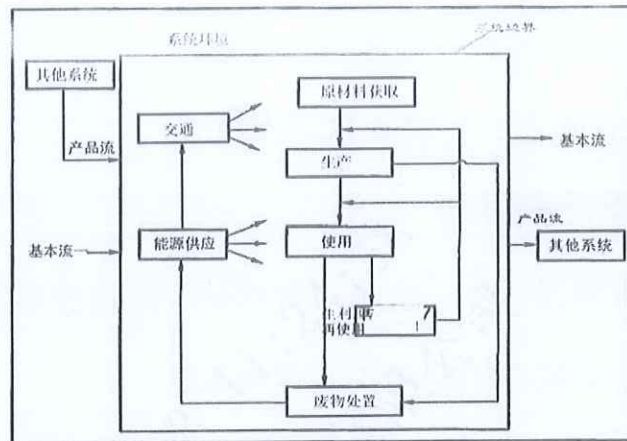 系统环境
系统边界
其他系统
原材料获取
交通
产品流
基本流
生产
产品流
基本流
能源供应
使用
其他系统
再使用
废物处置